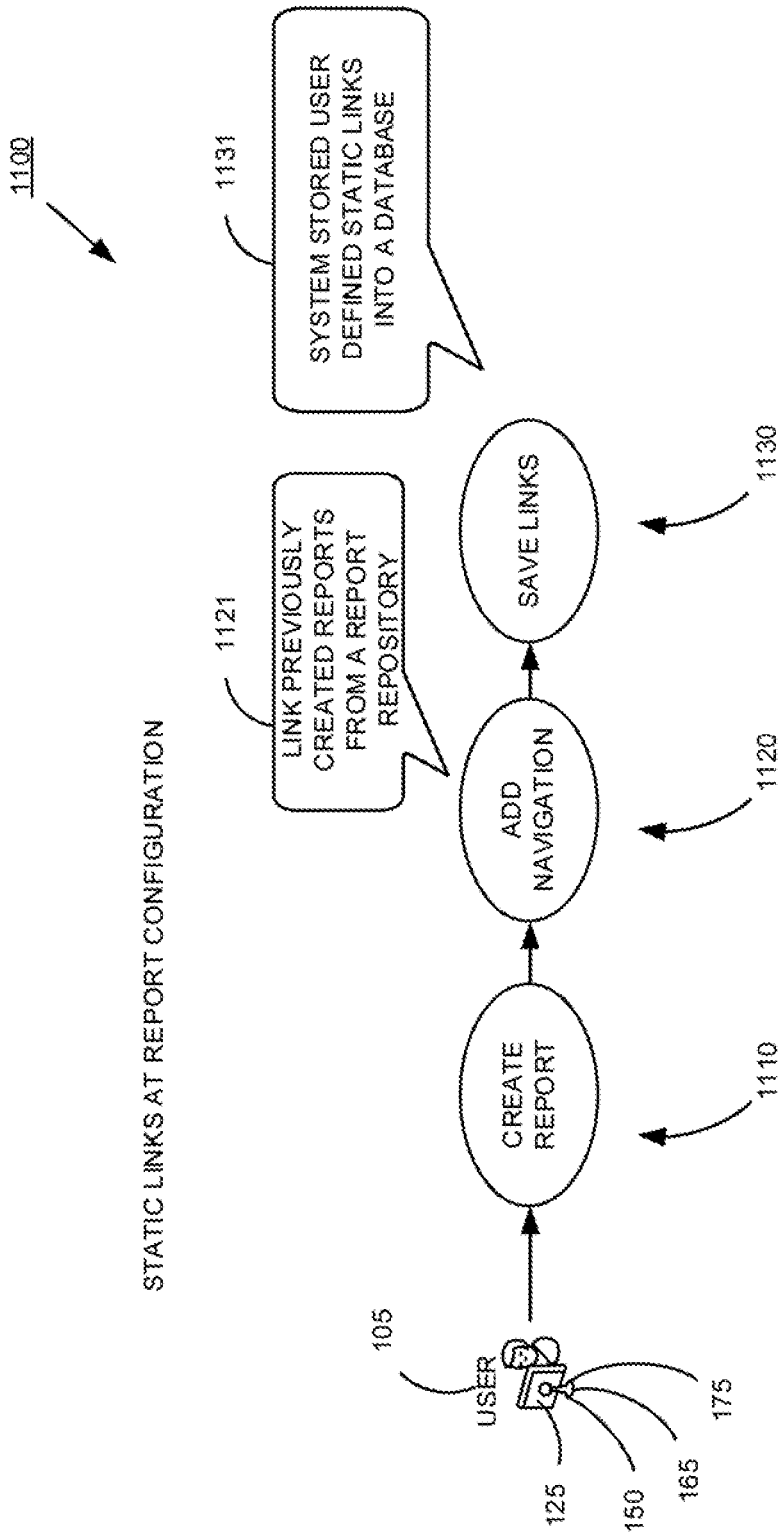 1100
STATIC LINKS AT REPORT CONFIGURATION
1121
LINK PREVIOUSLY
CREATED REPORTS
FROM A REPORT
REPOSITORY
1131
SYSTEM STORED USER
DEFINED STATIC LINKS
INTO A DATABASE
105
USER
125
150
165
175
CREATE
REPORT
1110
ADD
NAVIGATION
1120
SAVE LINKS
1130